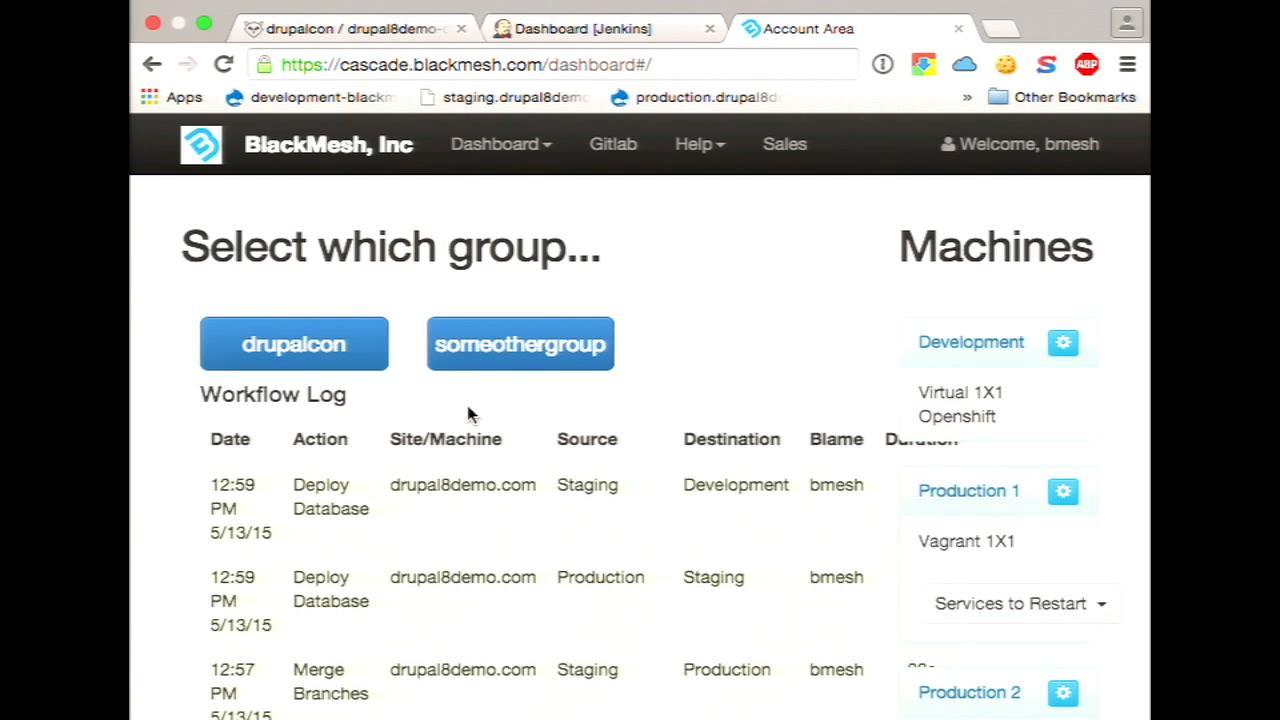 drupalcon / drupal8demo-
Dashboard [Jenkins]
Account Area
https://cascade.blackmesh.com/dashboard#/
ABP
Apps
development-blackm
staging.drupal8demo
production.drupal8d
»
Other Bookmarks
BlackMesh, Inc
Dashboard
Gitlab
Help
Sales
Welcome, bmesh
Select which group...
Machines
drupalcon
someothergroup
Workflow Log
Date Action Site/Machine Source Destination Blame Duration
12:59 PM 5/13/15
Deploy Database
drupal8demo.com
Staging
Development
bmesh
12:59 PM 5/13/15
Deploy Database
drupal8demo.com
Production
Staging
bmesh
12:57 PM 5/13/15
Merge Branches
drupal8demo.com
Staging
Production
bmesh
Development
Virtual 1X1
Openshift
Production 1
Vagrant 1X1
Services to Restart
Production 2